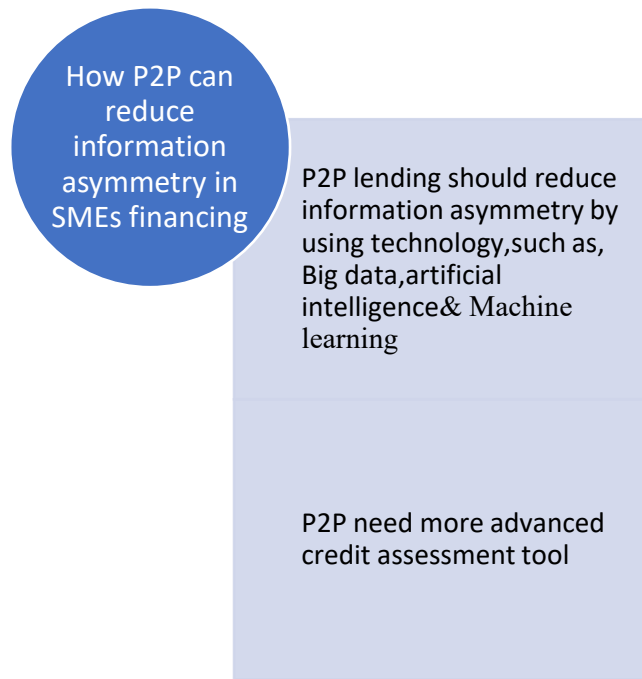 How P2P can
reduce
information
asymmetry in
SMEs financing
P2P lending should reduce
information asymmetry by
using technology,such as,
Big data,artificial
intelligence& Machine
learning
P2P need more advanced
credit assessment tool